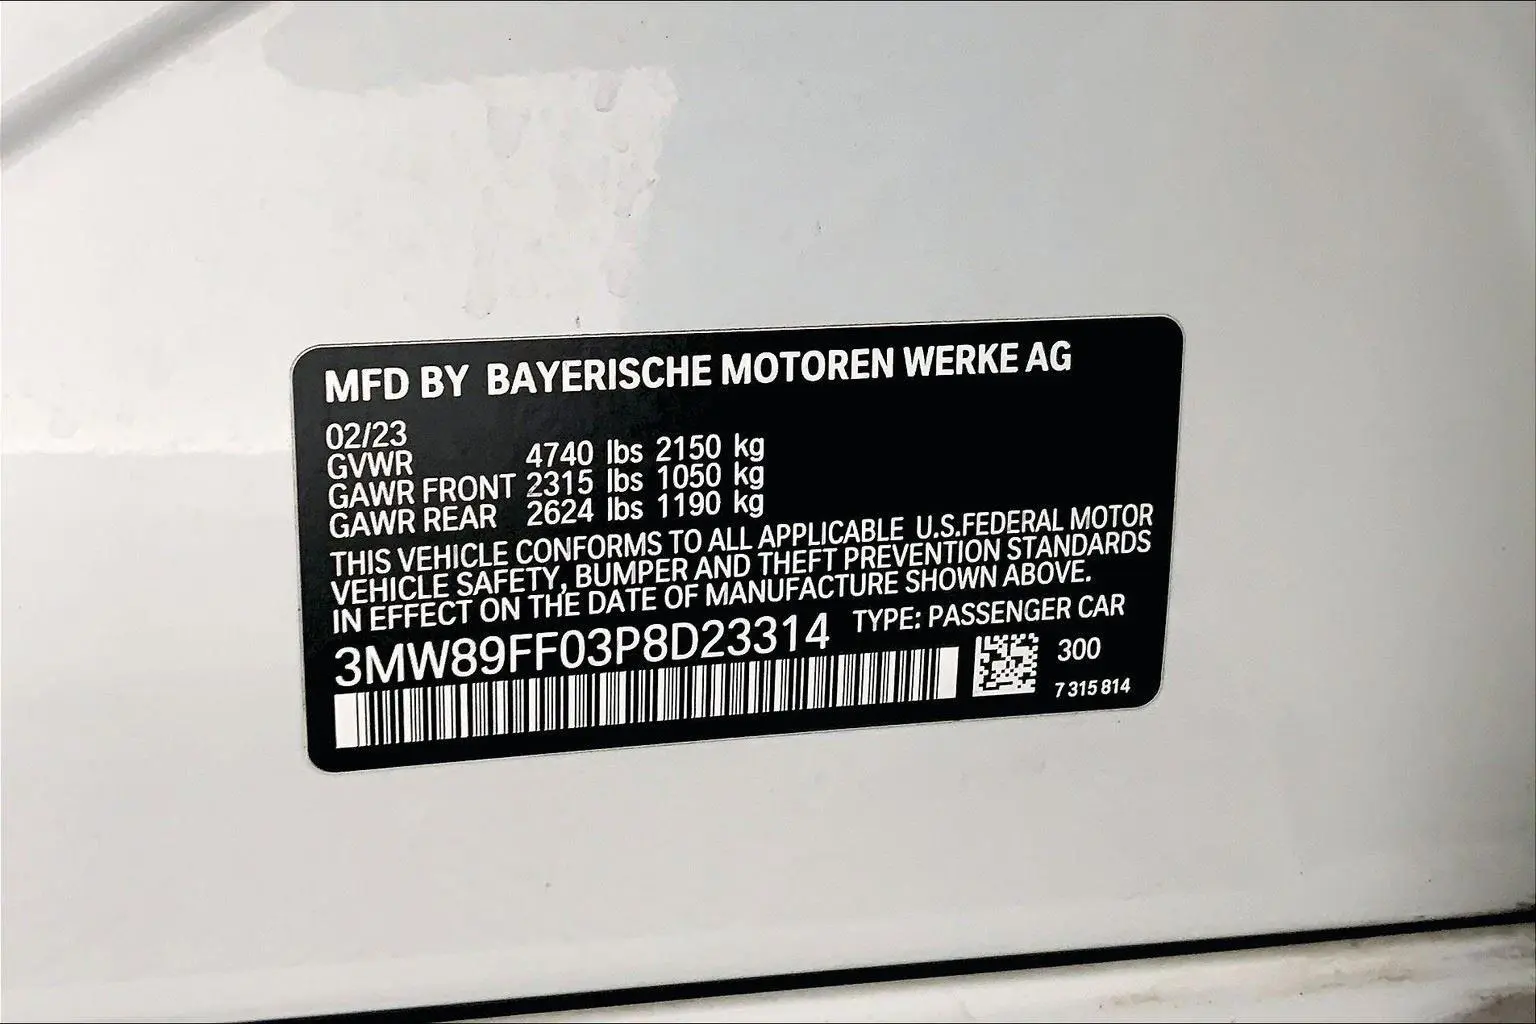 MFD BY BAYERISCHE MOTOREN WERKE AG
02/23
GVWR 4740 lbs 2150 kg
GAWR FRONT 2315 lbs 1050 kg
GAWR REAR 2624 lbs 1190 kg
THIS VEHICLE CONFORMS TO ALL APPLICABLE U.S.FEDERAL MOTOR
VEHICLE SAFETY, BUMPER AND THEFT PREVENTION STANDARDS
IN EFFECT ON THE DATE OF MANUFACTURE SHOWN ABOVE.
3MW89FF03P8D23314 TYPE: PASSENGER CAR
300
7 315 814